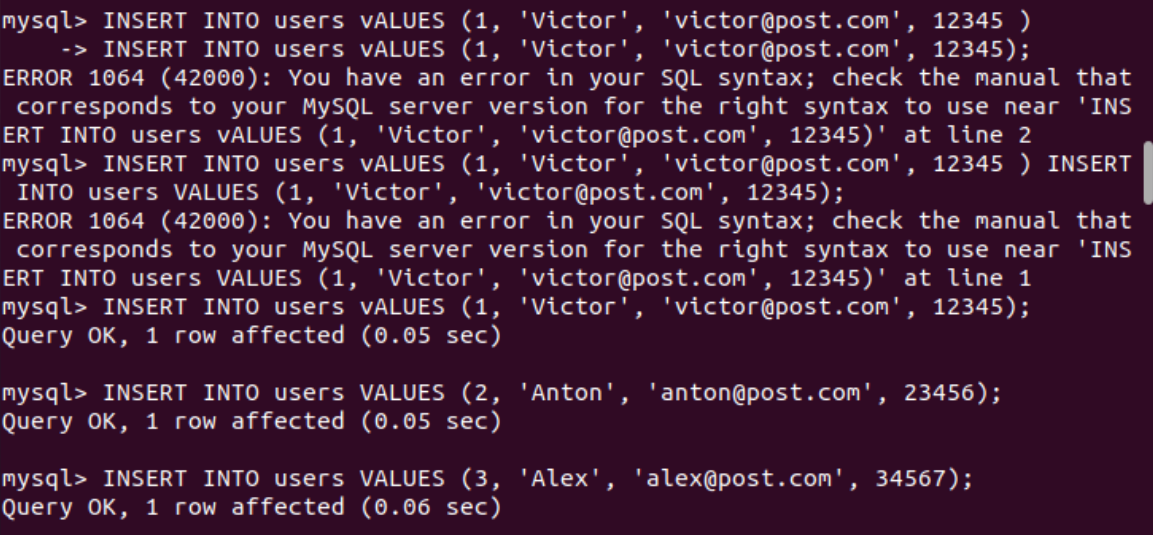 mysql> INSERT INTO users vALUES (1, 'Victor', 'victor@post.com', 12345 )
    -> INSERT INTO users vALUES (1, 'Victor', 'victor@post.com', 12345);
ERROR 1064 (42000): You have an error in your SQL syntax; check the manual that
 corresponds to your MySQL server version for the right syntax to use near 'INS
ERT INTO users vALUES (1, 'Victor', 'victor@post.com', 12345)' at line 2
mysql> INSERT INTO users vALUES (1, 'Victor', 'victor@post.com', 12345 ) INSERT
 INTO users VALUES (1, 'Victor', 'victor@post.com', 12345);
ERROR 1064 (42000): You have an error in your SQL syntax; check the manual that
 corresponds to your MySQL server version for the right syntax to use near 'INS
ERT INTO users VALUES (1, 'Victor', 'victor@post.com', 12345)' at line 1
mysql> INSERT INTO users vALUES (1, 'Victor', 'victor@post.com', 12345);
Query OK, 1 row affected (0.05 sec)

mysql> INSERT INTO users VALUES (2, 'Anton', 'anton@post.com', 23456);
Query OK, 1 row affected (0.05 sec)

mysql> INSERT INTO users VALUES (3, 'Alex', 'alex@post.com', 34567);
Query OK, 1 row affected (0.06 sec)